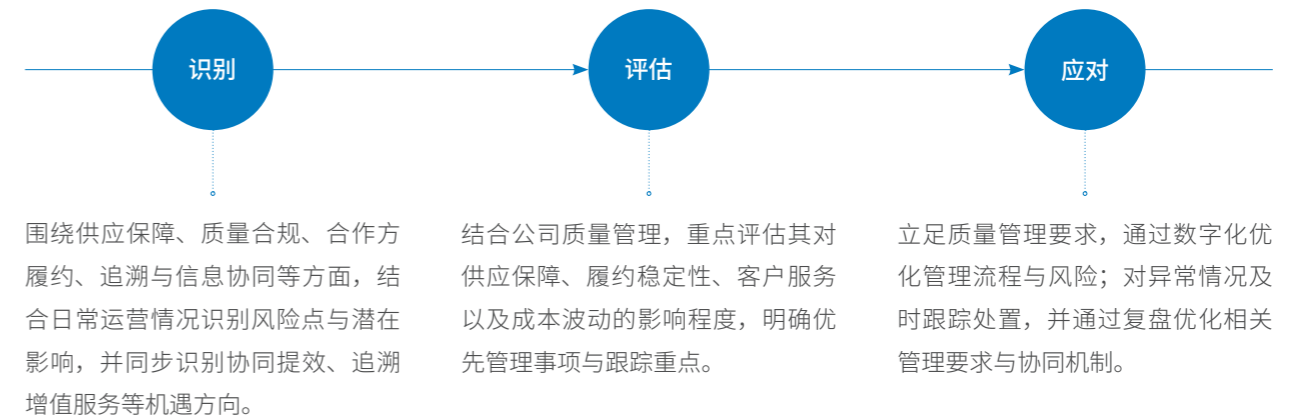 识别
评估
应对
围绕供应保障、质量合规、合作方
履约、追溯与信息协同等方面，结
合日常运营情况识别风险点与潜在
影响，并同步识别协同提效、追溯
增值服务等机遇方向。
结合公司质量管理，重点评估其对
供应保障、履约稳定性、客户服务
以及成本波动的影响程度，明确优
先管理事项与跟踪重点。
立足质量管理要求，通过数字化优
化管理流程与风险；对异常情况及
时跟踪处置，并通过复盘优化相关
管理要求与协同机制。